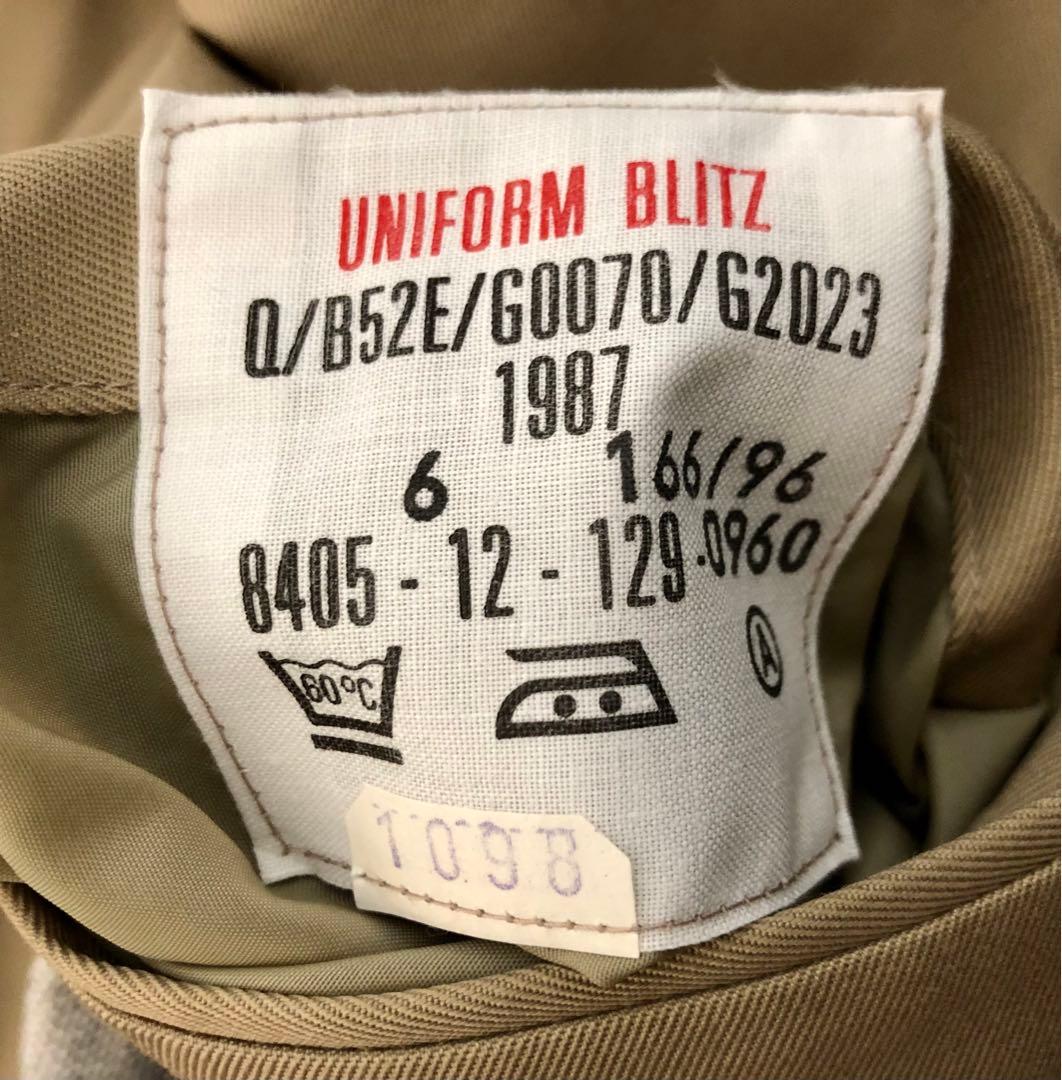 UNIFORM BLITZ
Q/B52E/G0070/G2023
1987
6 166/96
8405 - 12 - 129-0960
60°C
A
1098